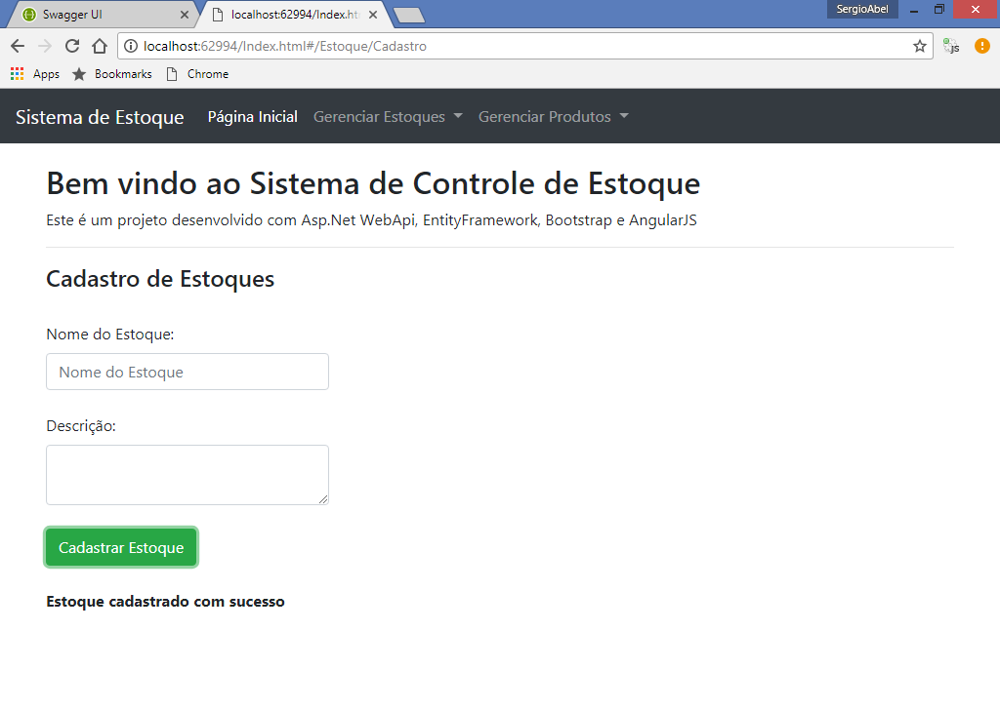 Swagger UI
localhost:62994/Index.ht
SergioAbel
localhost:62994/Index.html#/Estoque/Cadastro
js
Apps Bookmarks Chrome
Sistema de Estoque Página Inicial Gerenciar Estoques Gerenciar Produtos
Bem vindo ao Sistema de Controle de Estoque
Este é um projeto desenvolvido com Asp.Net WebApi, EntityFramework, Bootstrap e AngularJS
Cadastro de Estoques
Nome do Estoque:
Nome do Estoque
Descrição:
Cadastrar Estoque
Estoque cadastrado com sucesso